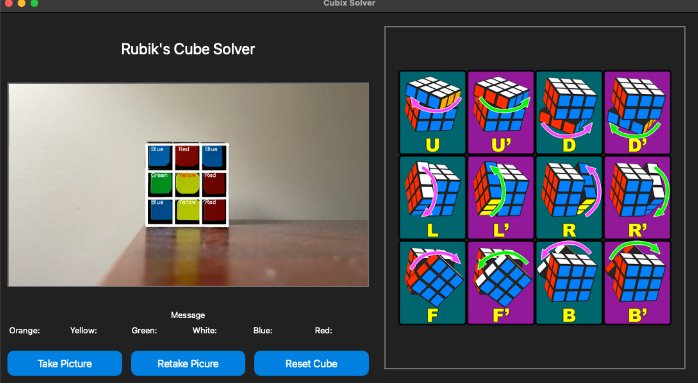 Cubix Solver
Rubik's Cube Solver
Blue Red Blue
Green Yellow Red
Blue Yellow Red
Message
Orange: Yellow: Green: White: Blue: Red:
Take Picture Retake Picure Reset Cube
U U' D D'
L L' R R'
F F' B B'